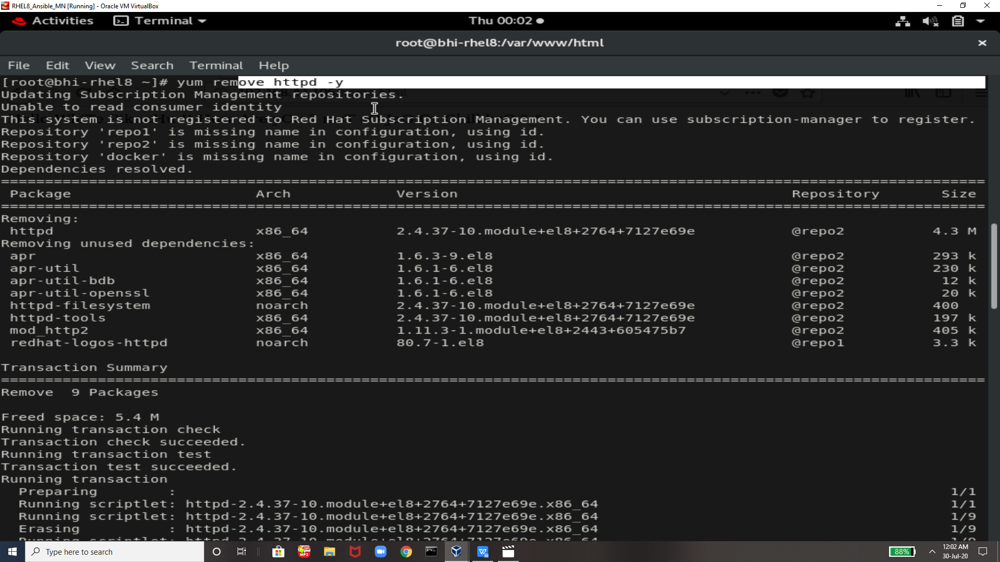 RHEL8_Ansible_MN [Running] - Oracle VM VirtualBox
Activities Terminal Thu 00:02
root@bhi-rhel8:/var/www/html
File Edit View Search Terminal Help
[root@bhi-rhel8 ~]# yum remove httpd -y
Updating Subscription Management repositories.
Unable to read consumer identity
This system is not registered to Red Hat Subscription Management. You can use subscription-manager to register.
Repository 'repo1' is missing name in configuration, using id.
Repository 'repo2' is missing name in configuration, using id.
Repository 'docker' is missing name in configuration, using id.
Dependencies resolved.
Package Arch Version Repository Size
Removing:
httpd x86_64 2.4.37-10.module+el8+2764+7127e69e @repo2 4.3 M
Removing unused dependencies:
apr x86_64 1.6.3-9.el8 @repo2 293 k
apr-util x86_64 1.6.1-6.el8 @repo2 230 k
apr-util-bdb x86_64 1.6.1-6.el8 @repo2 12 k
apr-util-openssl x86_64 1.6.1-6.el8 @repo2 20 k
httpd-filesystem noarch 2.4.37-10.module+el8+2764+7127e69e @repo2 400
httpd-tools x86_64 2.4.37-10.module+el8+2764+7127e69e @repo2 197 k
mod_http2 x86_64 1.11.3-1.module+el8+2443+605475b7 @repo2 405 k
redhat-logos-httpd noarch 80.7-1.el8 @repo1 3.3 k
Transaction Summary
Remove 9 Packages
Freed space: 5.4 M
Running transaction check
Transaction check succeeded.
Running transaction test
Transaction test succeeded.
Running transaction
Preparing : 1/1
Running scriptlet: httpd-2.4.37-10.module+el8+2764+7127e69e.x86_64 1/1
Running scriptlet: httpd-2.4.37-10.module+el8+2764+7127e69e.x86_64 1/9
Erasing : httpd-2.4.37-10.module+el8+2764+7127e69e.x86_64 1/9
Type here to search
MP3
88%
12:02 AM
30-Jul-20